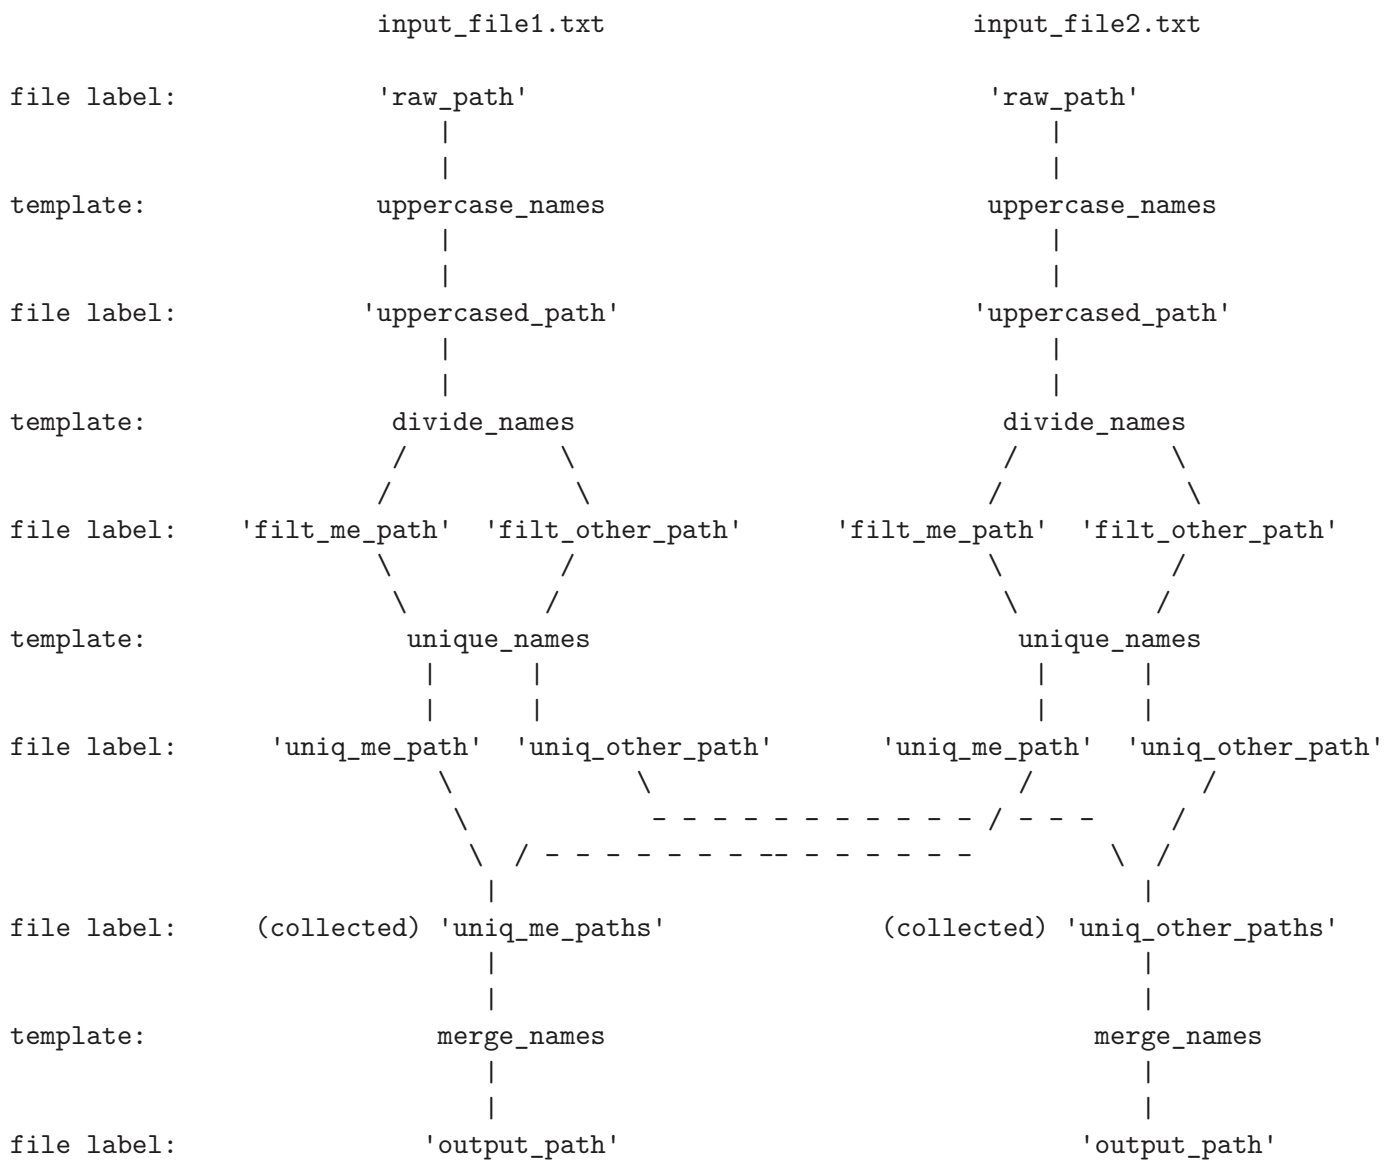 input_file1.txt input_file2.txt
file label: 'raw_path' 'raw_path'
| |
| |
template: uppercase_names uppercase_names
| |
| |
file label: 'uppercased_path' 'uppercased_path'
| |
| |
template: divide_names divide_names
/ \ / \
/ \ / \
file label: 'filt_me_path' 'filt_other_path' 'filt_me_path' 'filt_other_path'
\ / \ /
\ / \ /
template: unique_names unique_names
| | | |
| | | |
file label: 'uniq_me_path' 'uniq_other_path' 'uniq_me_path' 'uniq_other_path'
\ \ / /
\ - - - - - - - - - - - / - - - /
\ / - - - - - - - -- - - - - - - \ /
| |
file label: (collected) 'uniq_me_paths' (collected) 'uniq_other_paths'
| |
| |
template: merge_names merge_names
| |
| |
file label: 'output_path' 'output_path'